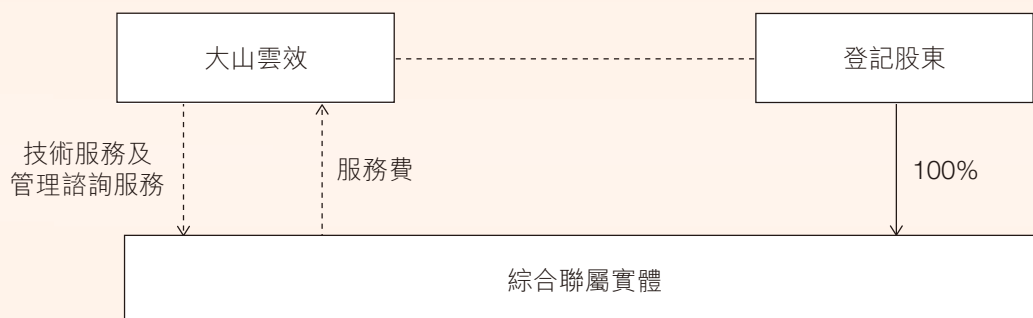 大山雲效
登記股東
技術服務及
管理諮詢服務
服務費
100%
綜合聯屬實體